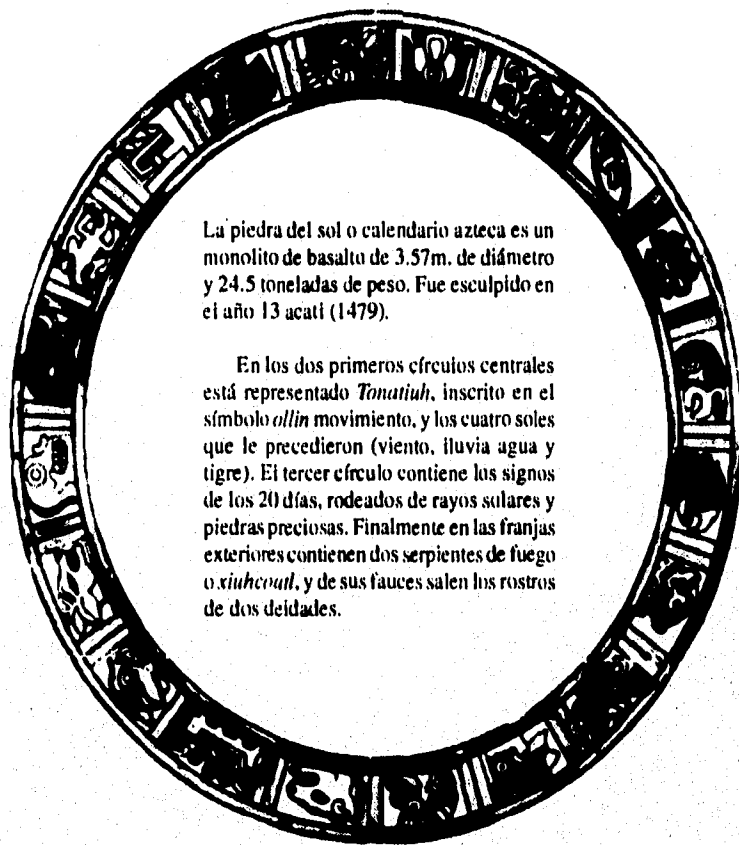 La piedra del sol o calendario azteca es un
monolito de basalto de 3.57m. de diámetro
y 24.5 toneladas de peso. Fue esculpido en
el año 13 acatl (1479).
En los dos primeros círculos centrales
está representado Tonatiuh, inscrito en el
símbolo ollin movimiento, y los cuatro soles
que le precedieron (viento, lluvia agua y
tigre). El tercer círculo contiene los signos
de los 20 días, rodeados de rayos solares y
piedras preciosas. Finalmente en las franjas
exteriores contienen dos serpientes de fuego
o xiuhcoatl, y de sus fauces salen los rostros
de dos deidades.